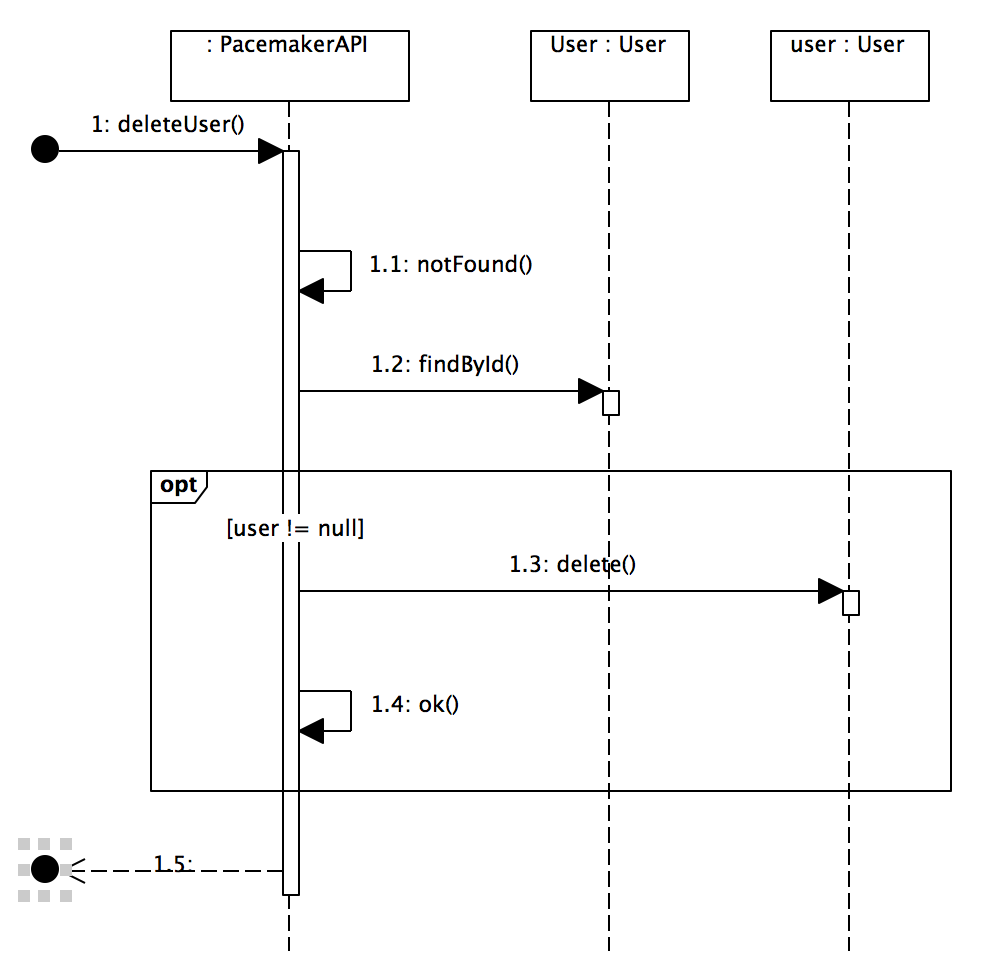 : PacemakerAPI
User : User
user : User
1: deleteUser()
1.1: notFound()
1.2: findById()
opt
[user != null]
1.3: delete()
1.4: ok()
1.5: